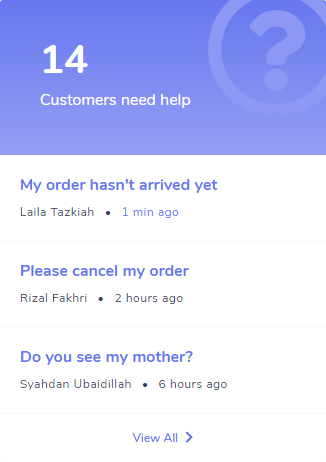 14
Customers need help
My order hasn't arrived yet
Laila Tazkiah • 1 min ago
Please cancel my order
Rizal Fakhri • 2 hours ago
Do you see my mother?
Syahdan Ubaidillah • 6 hours ago
View All